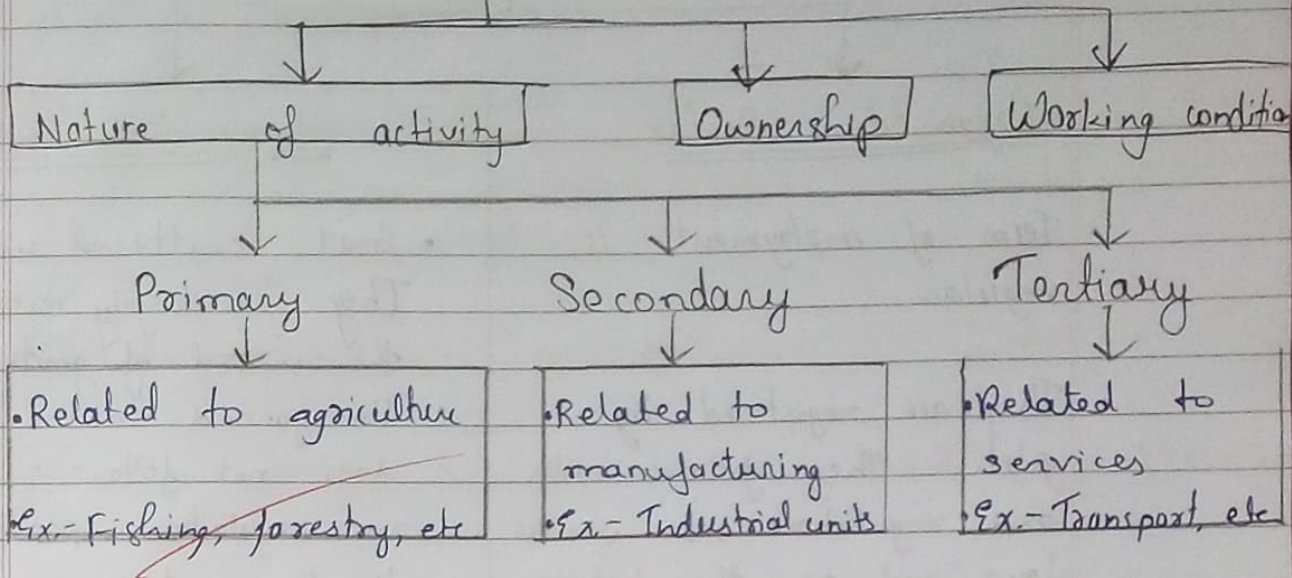 Nature of activity
Ownership
Working conditio
Primary
Secondary
Tertiary
•Related to agriculture
•Ex.- Fishing, forestry, etc
•Related to
manufacturing
•Ex- Industrial units
•Related to
services
•Ex.- Transport, etc